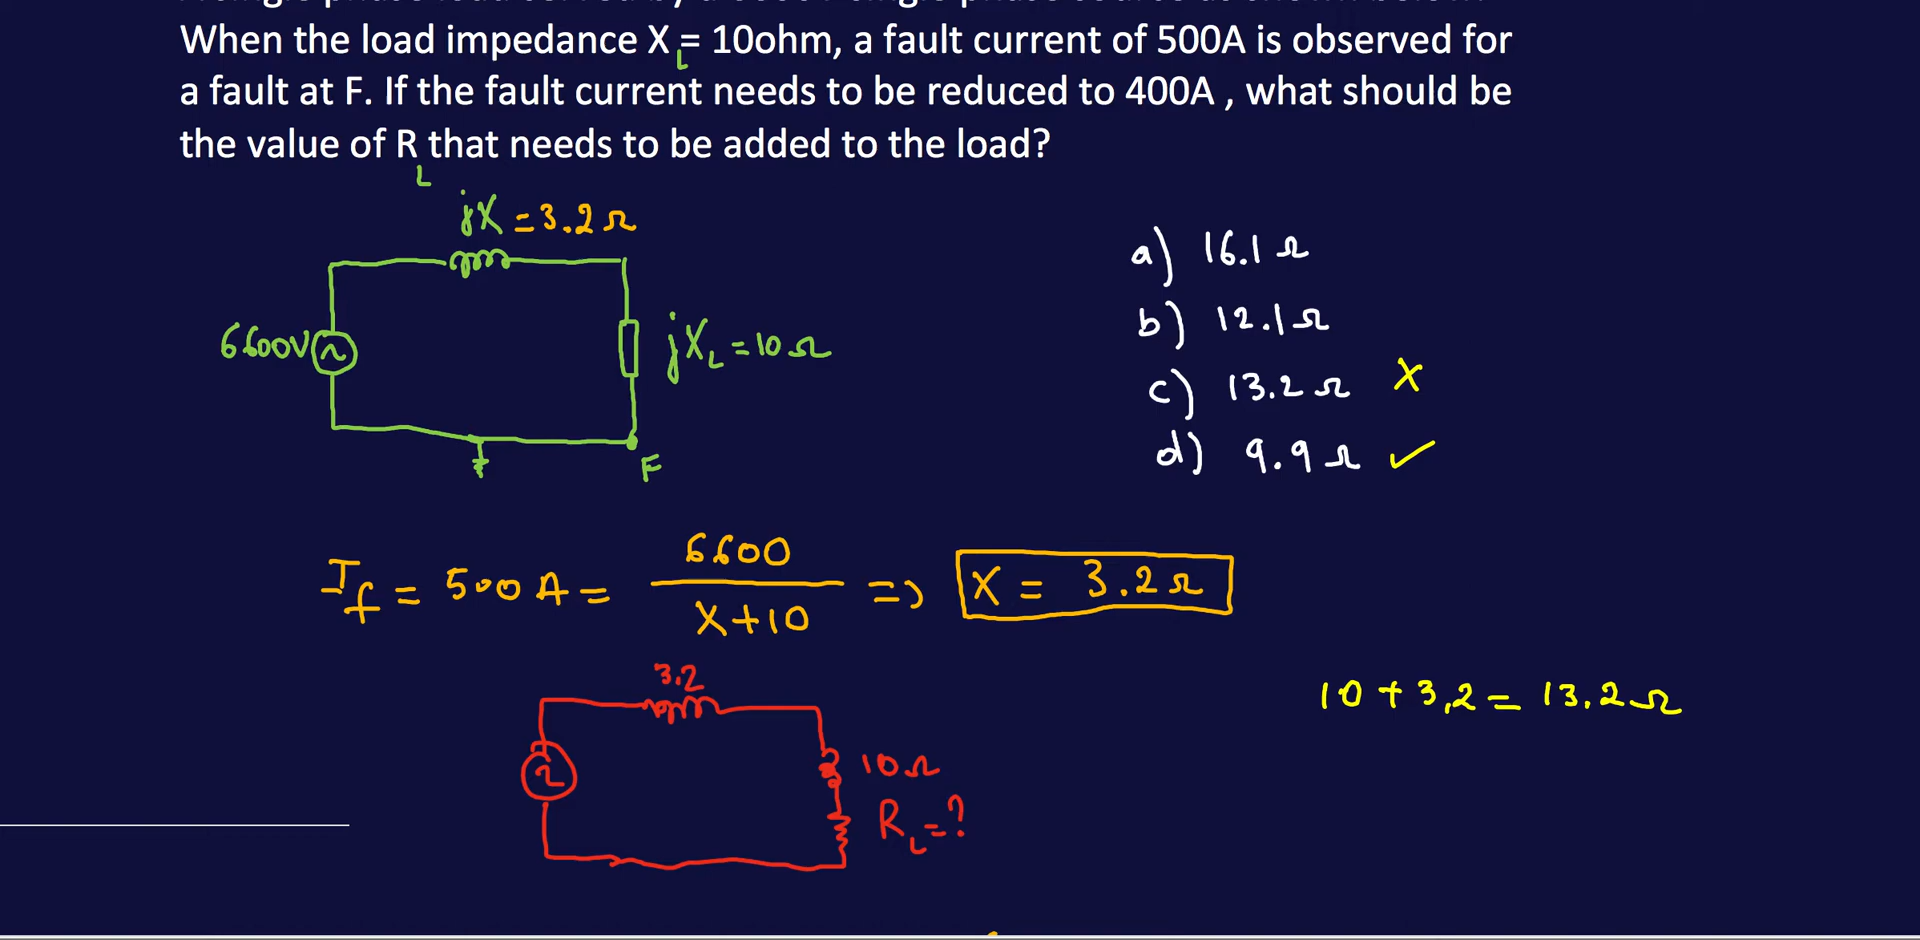 When the load impedance X = 10ohm, a fault current of 500A is observed for
L
a fault at F. If the fault current needs to be reduced to 400A , what should be
the value of R that needs to be added to the load?
L
jX = 3.2 Ω
6600V
jX_L = 10 Ω
F
a) 16.1 Ω
b) 12.1 Ω
c) 13.2 Ω X
d) 9.9 Ω ✓
I_f = 500 A = 6600 / X+10 => X = 3.2 Ω
3.2
10 Ω
R_L = ?
10 + 3.2 = 13.2 Ω